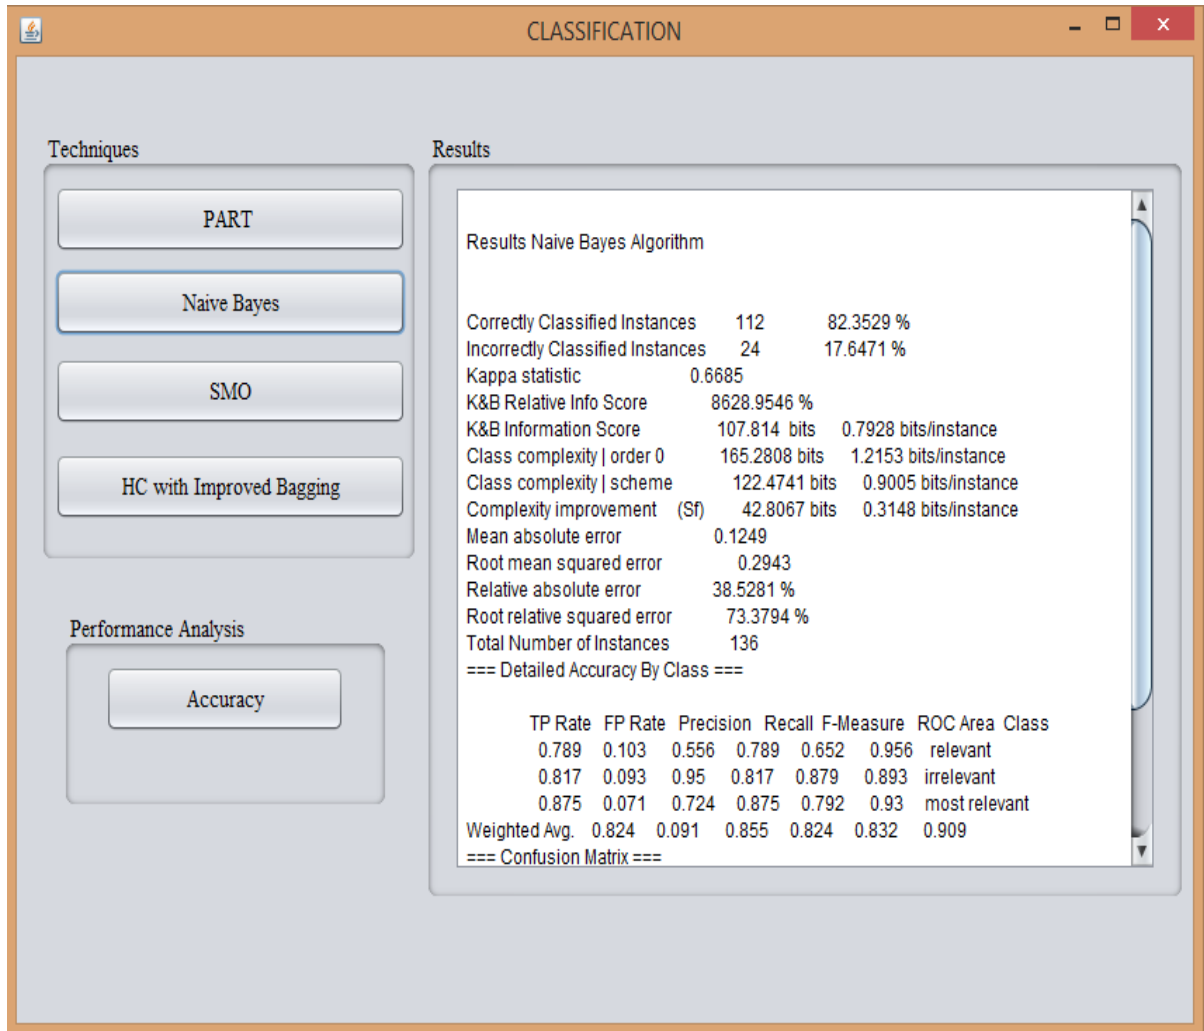 CLASSIFICATION
Techniques
PART
Naive Bayes
SMO
HC with Improved Bagging
Performance Analysis
Accuracy
Results
Results Naive Bayes Algorithm
Correctly Classified Instances 112 82.3529 %
Incorrectly Classified Instances 24 17.6471 %
Kappa statistic 0.6685
K&B Relative Info Score 8628.9546 %
K&B Information Score 107.814 bits 0.7928 bits/instance
Class complexity | order 0 165.2808 bits 1.2153 bits/instance
Class complexity | scheme 122.4741 bits 0.9005 bits/instance
Complexity improvement (Sf) 42.8067 bits 0.3148 bits/instance
Mean absolute error 0.1249
Root mean squared error 0.2943
Relative absolute error 38.5281 %
Root relative squared error 73.3794 %
Total Number of Instances 136
=== Detailed Accuracy By Class ===
TP Rate FP Rate Precision Recall F-Measure ROC Area Class
0.789 0.103 0.556 0.789 0.652 0.956 relevant
0.817 0.093 0.95 0.817 0.879 0.893 irrelevant
0.875 0.071 0.724 0.875 0.792 0.93 most relevant
Weighted Avg. 0.824 0.091 0.855 0.824 0.832 0.909
=== Confusion Matrix ===